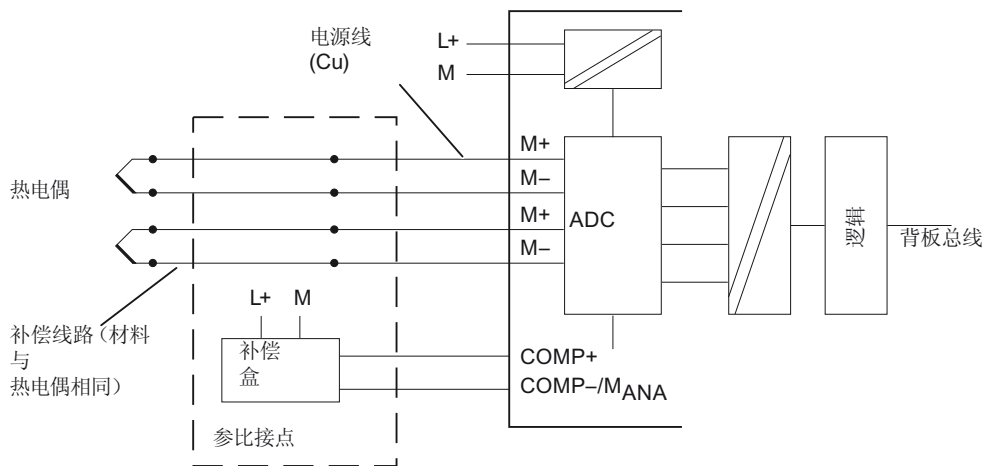 电源线
(Cu)
L+
M
M+
M–
M+
M–
热电偶
ADC
逻辑
背板总线
L+ M
补偿线路（材料
与
热电偶相同）
补偿
盒
COMP+
COMP–/MANA
参比接点